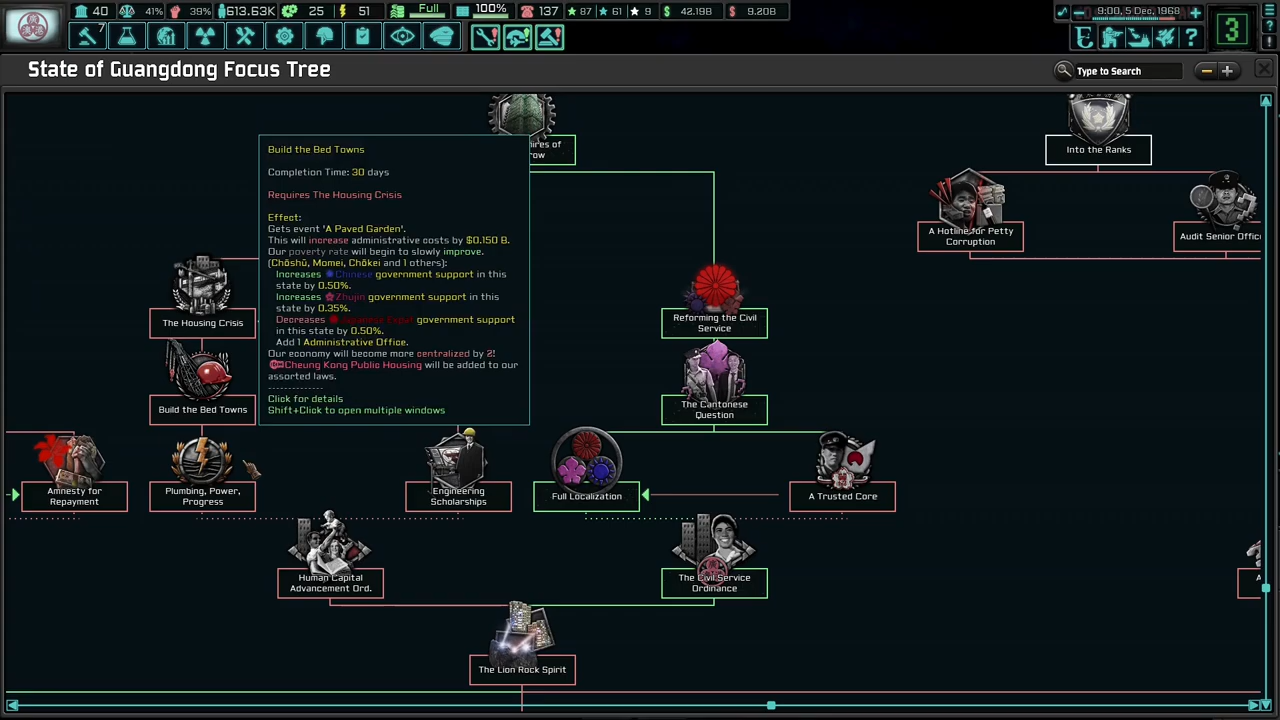 40 41% 39% 613.63K 25 51 Full 100% 137 87 61 9 $ 42.19B $ 9.20B 9:00, 5 Dec, 1968
3
State of Guangdong Focus Tree
Type to Search
Into the Ranks
Build the Bed Towns
Completion Time: 30 days
Requires The Housing Crisis
Effect:
Gets event 'A Paved Garden'.
This will increase administrative costs by $0.150 B.
Our poverty rate will begin to slowly improve.
(Chōshū, Momei, Chōkei and 1 others):
Increases Chinese government support in this
state by 0.50%.
Increases Zhujin government support in this
state by 0.35%.
Decreases Japanese Expat government support
in this state by 0.50%.
Add 1 Administrative Office.
Our economy will become more centralized by 2!
Cheung Kong Public Housing will be added to our
assorted laws.
--------------
Click for details
Shift+Click to open multiple windows
A Hotline for Petty
Corruption
Audit Senior Offic
The Housing Crisis
Reforming the Civil
Service
Build the Bed Towns
The Cantonese
Question
Amnesty for
Repayment
Plumbing, Power,
Progress
Engineering
Scholarships
Full Localization
A Trusted Core
Human Capital
Advancement Ord.
The Civil Service
Ordinance
The Lion Rock Spirit